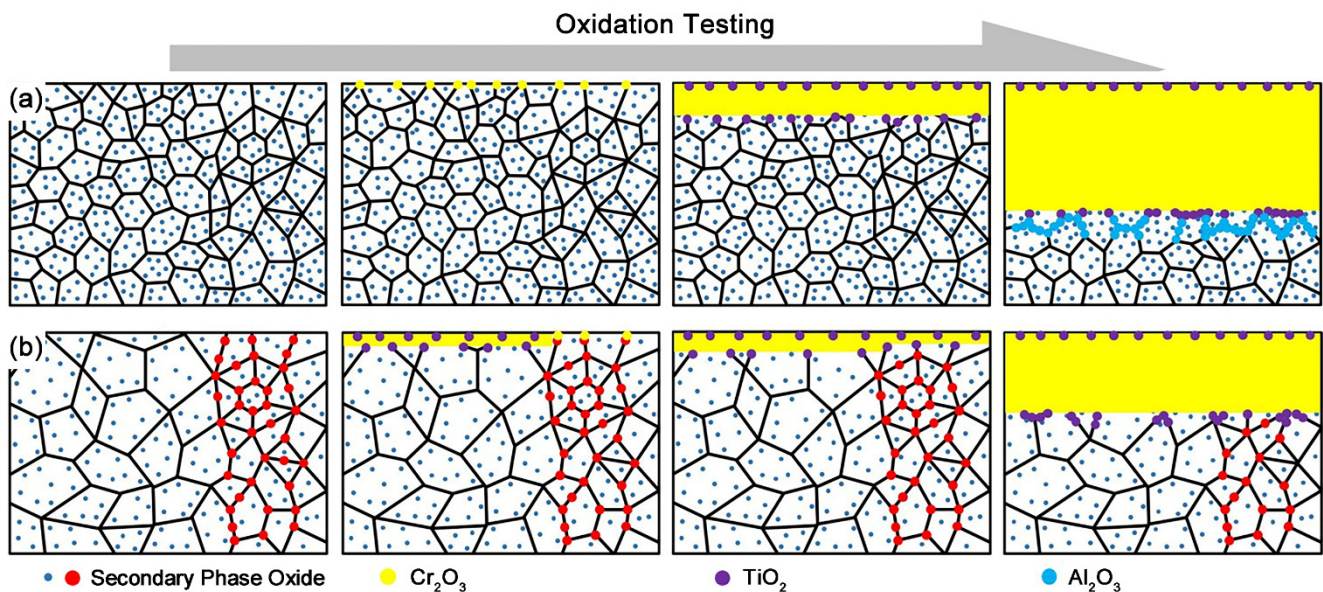 Oxidation Testing
(a)
(b)
Secondary Phase Oxide
Cr₂O₃
TiO₂
Al₂O₃